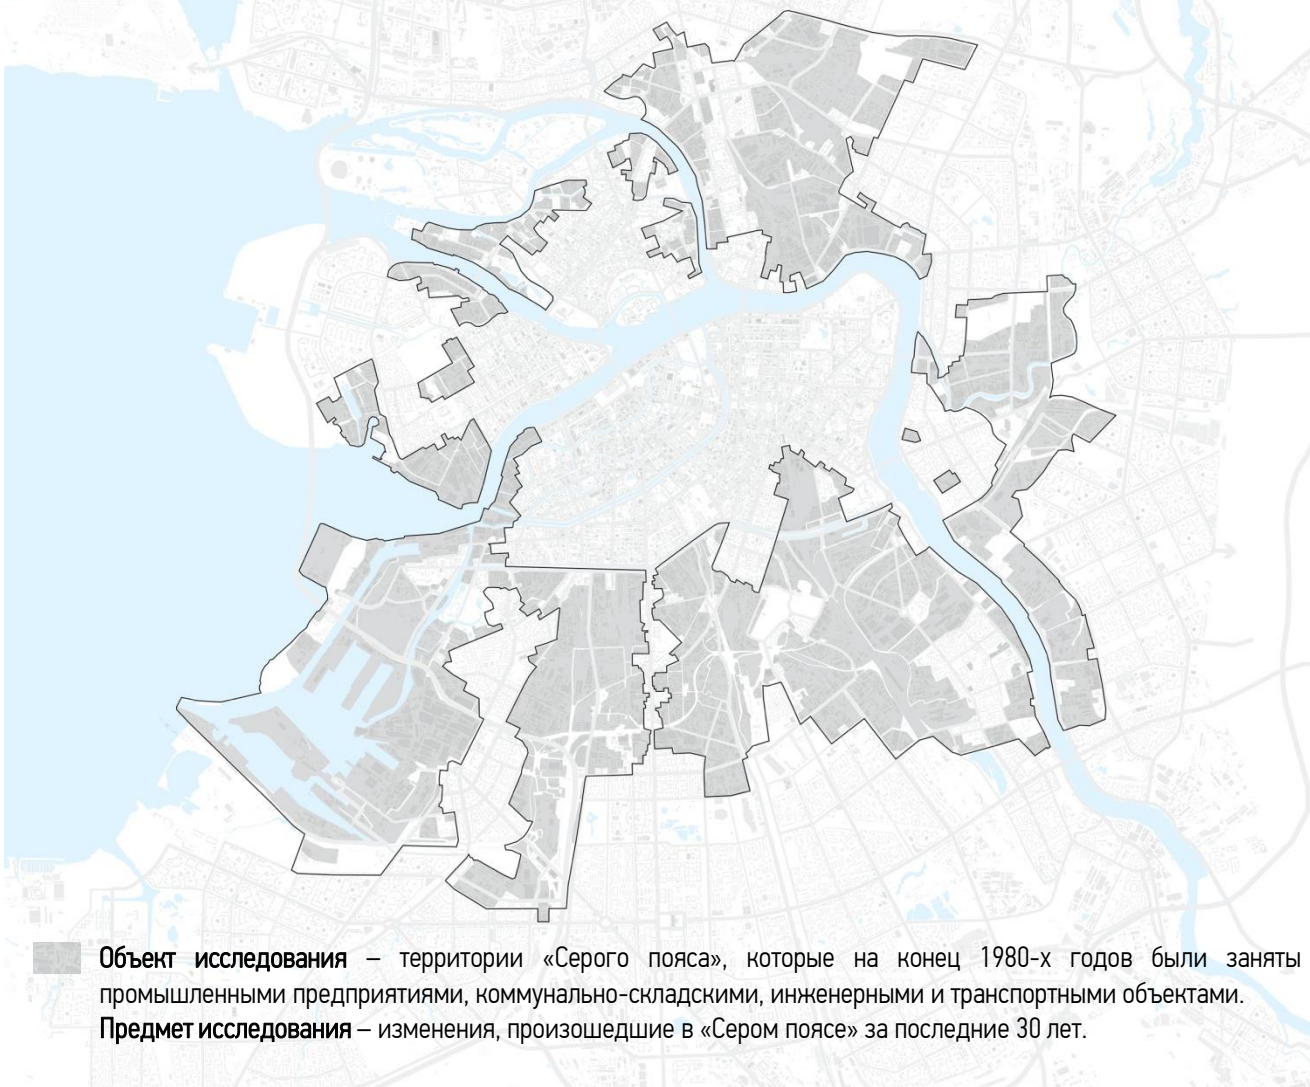 Объект исследования – территории «Серого пояса», которые на конец 1980-х годов были заняты
промышленными предприятиями, коммунально-складскими, инженерными и транспортными объектами.
Предмет исследования – изменения, произошедшие в «Сером поясе» за последние 30 лет.